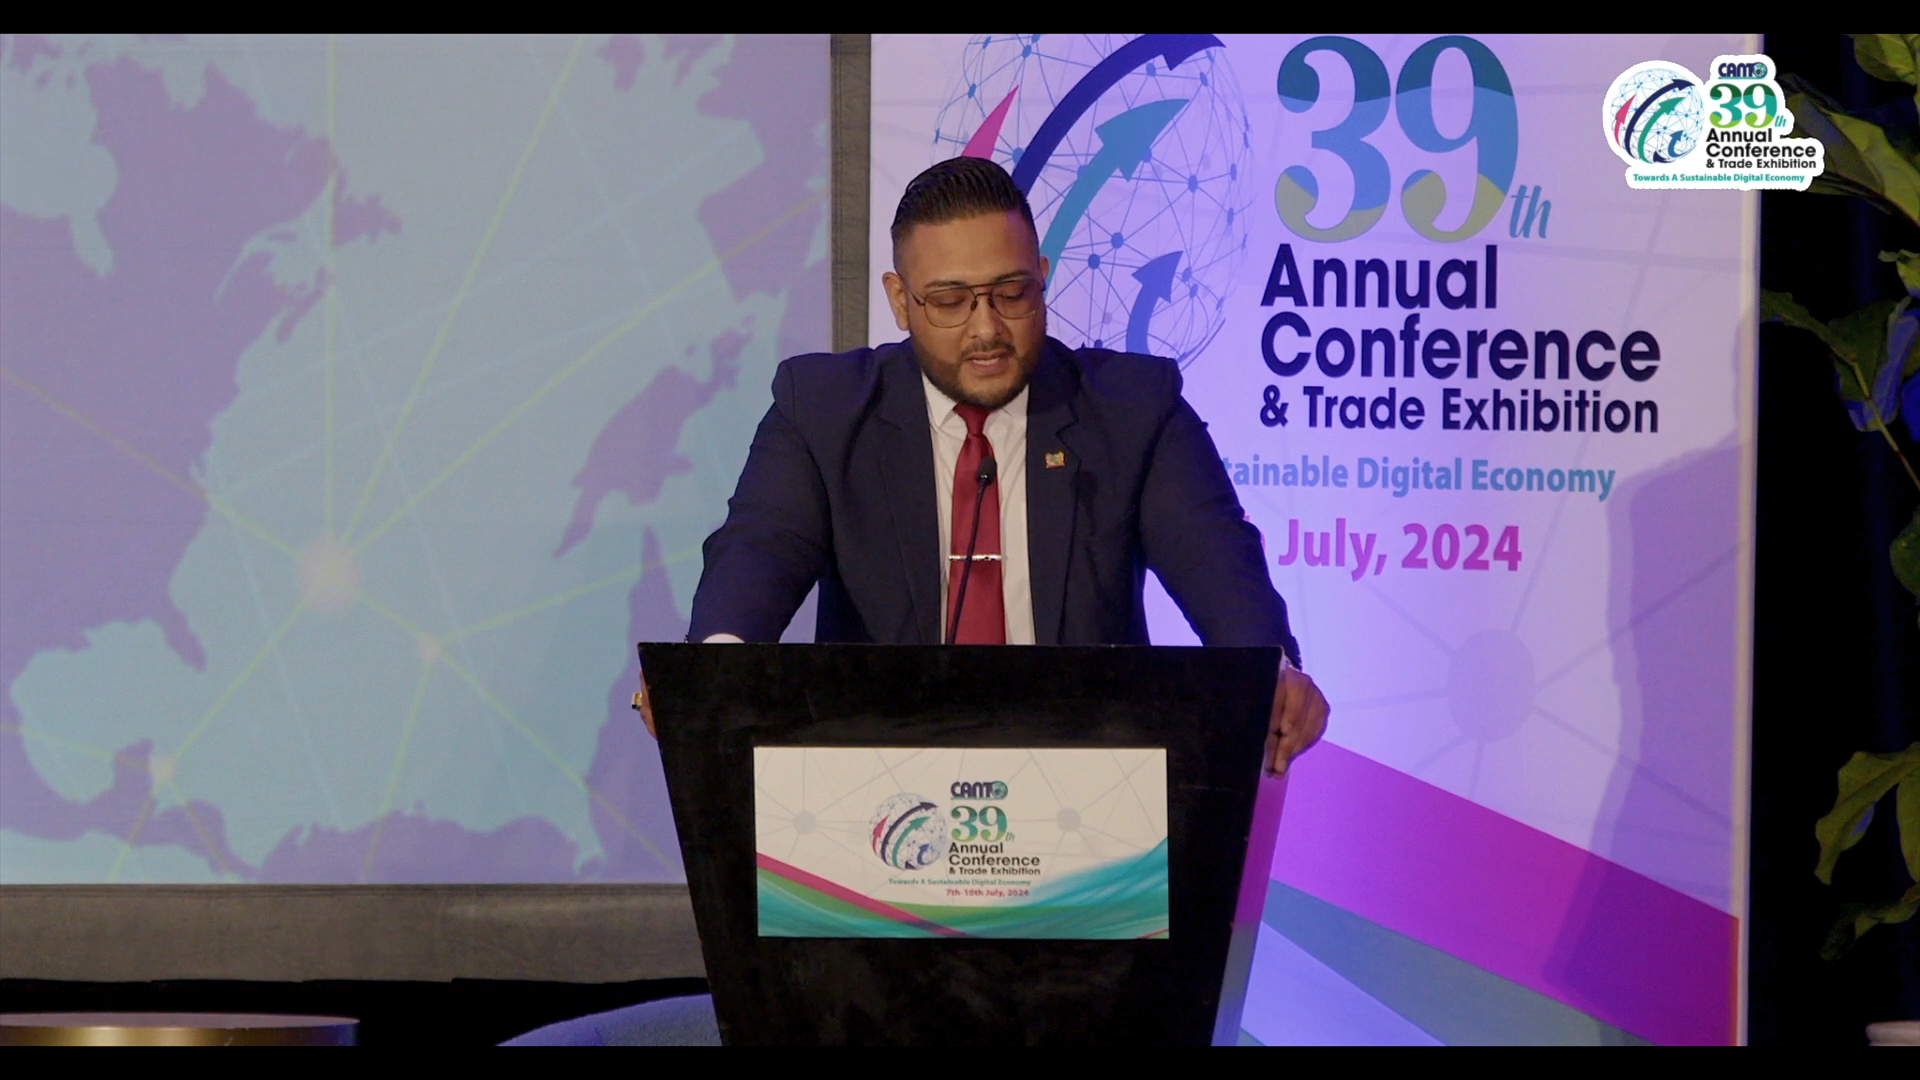 39th
Annual
Conference
& Trade Exhibition
tainable Digital Economy
July, 2024
CANTO
39th
Annual
Conference
& Trade Exhibition
Towards A Sustainable Digital Economy
CANTO
39th
Annual
Conference
& Trade Exhibition
Towards A Sustainable Digital Economy
7th-10th July, 2024